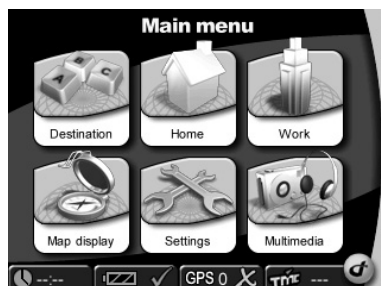 Main menu
A B C
Destination
Home
Work
Map display
Settings
Multimedia
--:-- GPS 0 TMC ---